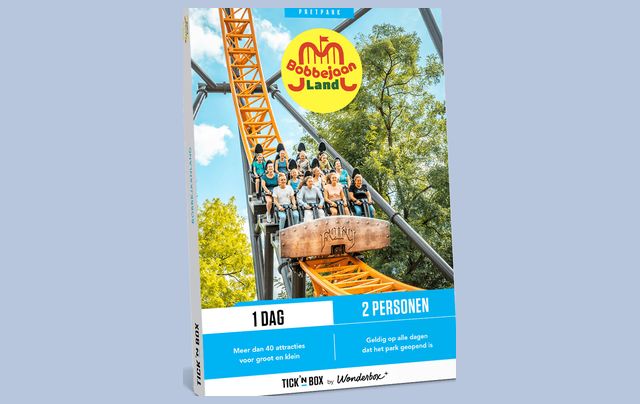 PRETPARK
Bobbejaan
Land
BOBBEJAANLAND
1 DAG
2 PERSONEN
Meer dan 40 attracties
voor groot en klein
Geldig op alle dagen
dat het park geopend is
TICK'N BOX
TICK'N BOX by Wonderbox